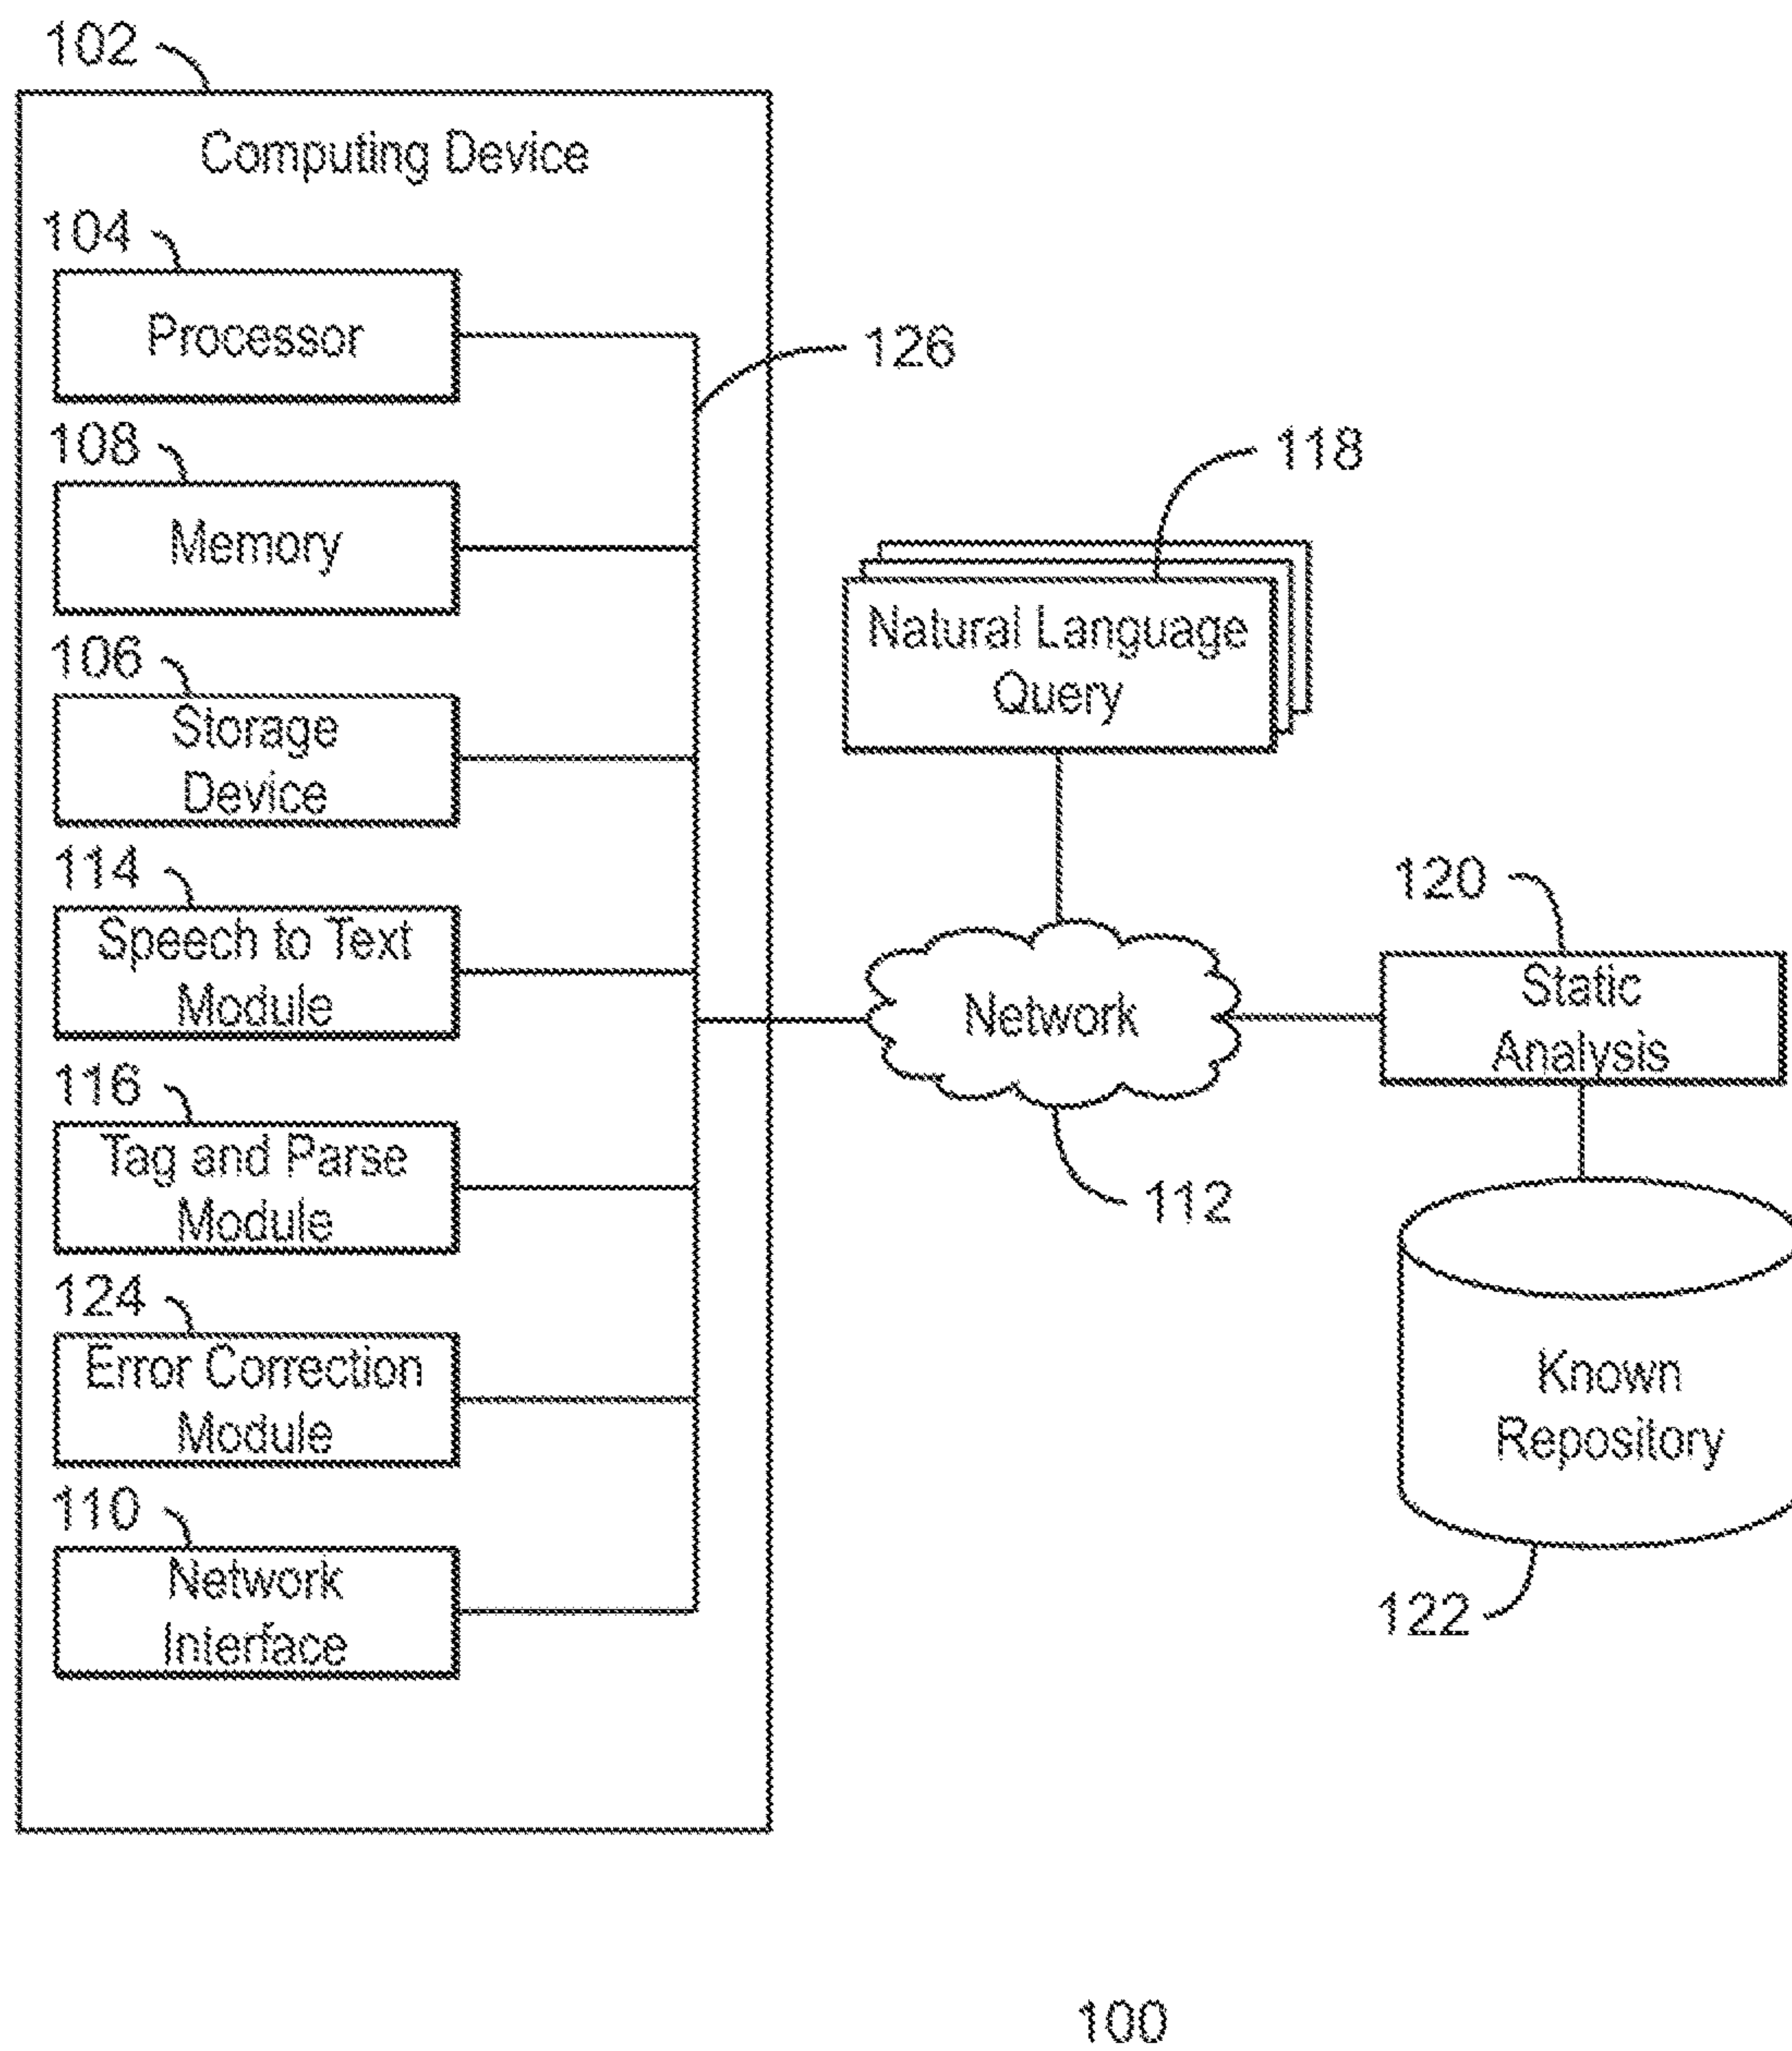 102
Computing Device
104
Processor
126
108
Memory
118
Natural Language
Query
106
Storage
Device
114
Speech to Text
Module
120
Static
Analysis
Network
112
116
Tag and Parse
Module
124
Error Correction
Module
Known
Repository
122
110
Network
Interface
100